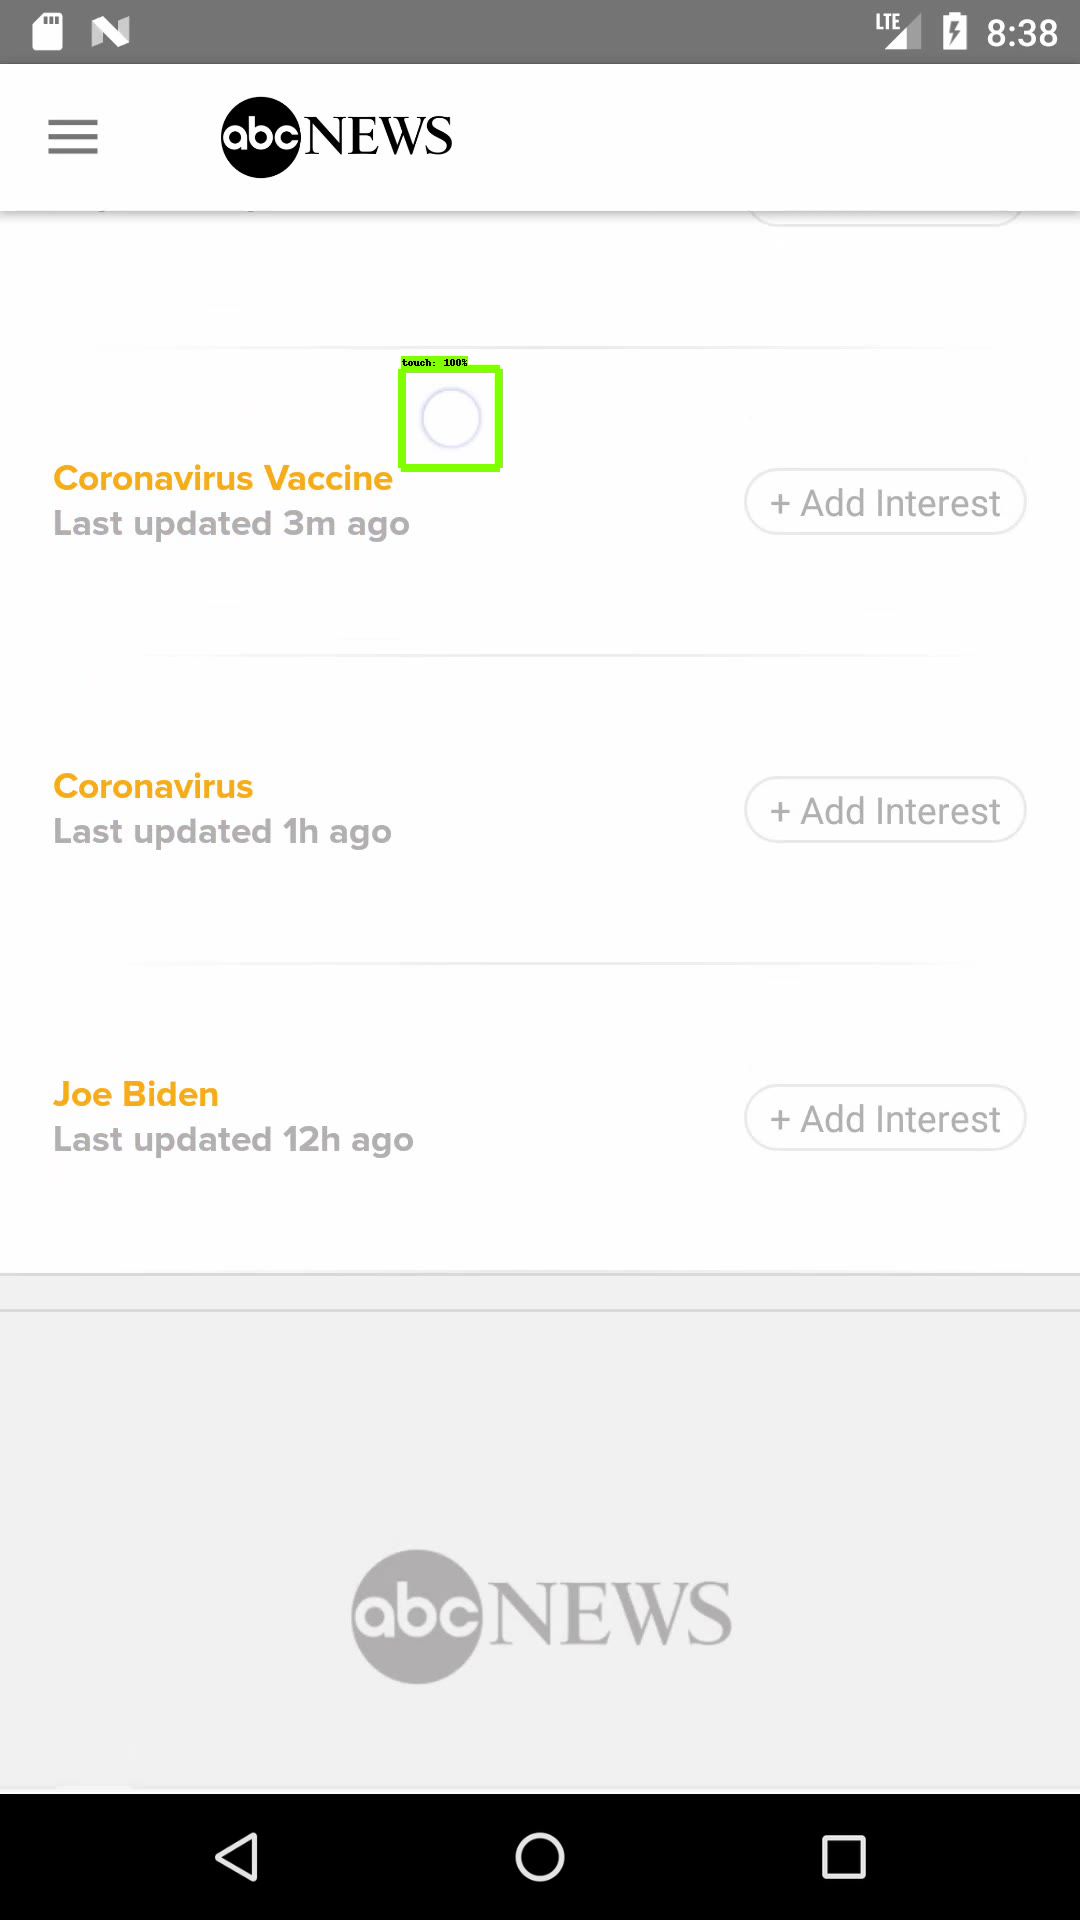 LTE 8:38
abc NEWS
touch: 100%
Coronavirus Vaccine
Last updated 3m ago
+ Add Interest
Coronavirus
Last updated 1h ago
+ Add Interest
Joe Biden
Last updated 12h ago
+ Add Interest
abc NEWS